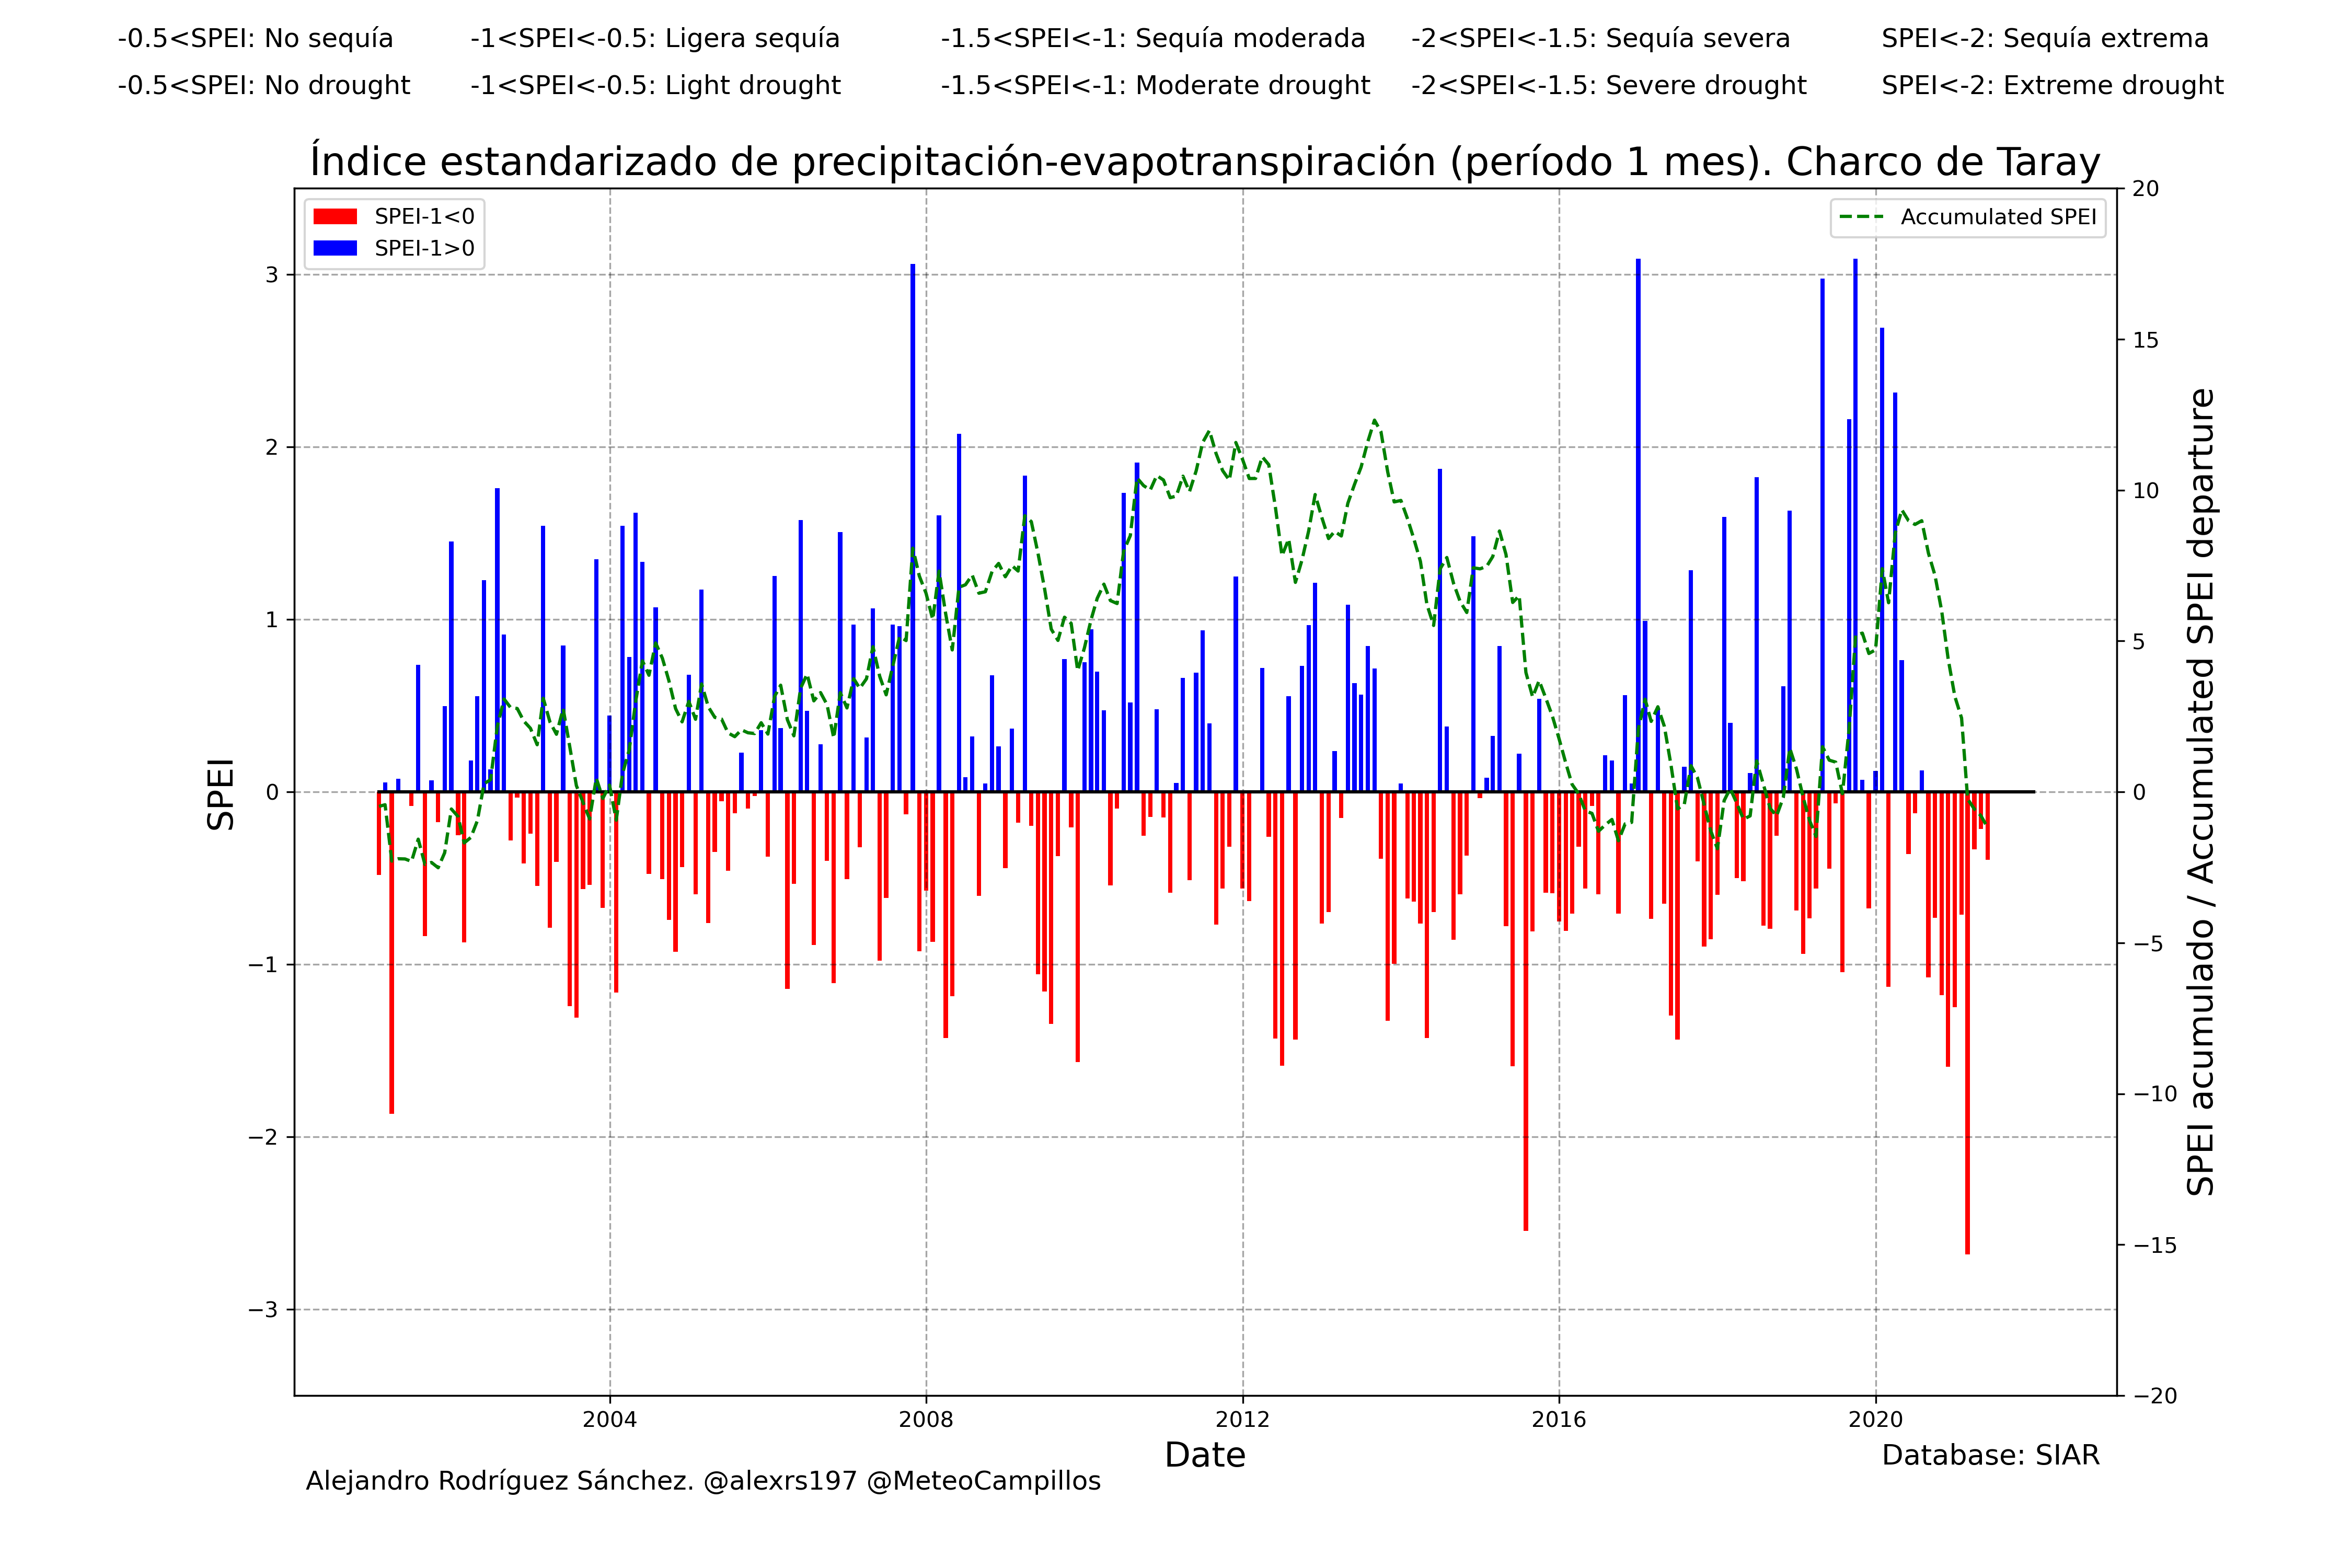 -0.5<SPEI: No sequía -1<SPEI<-0.5: Ligera sequía -1.5<SPEI<-1: Sequía moderada -2<SPEI<-1.5: Sequía severa SPEI<-2: Sequía extrema
-0.5<SPEI: No drought -1<SPEI<-0.5: Light drought -1.5<SPEI<-1: Moderate drought -2<SPEI<-1.5: Severe drought SPEI<-2: Extreme drought
Índice estandarizado de precipitación-evapotranspiración (período 1 mes). Charco de Taray
SPEI-1<0
SPEI-1>0
Accumulated SPEI
SPEI
3
2
1
0
−1
−2
−3
20
15
10
5
0
−5
−10
−15
−20
SPEI acumulado / Accumulated SPEI departure
2004 2008 2012 2016 2020
Date
Database: SIAR
Alejandro Rodríguez Sánchez. @alexrs197 @MeteoCampillos